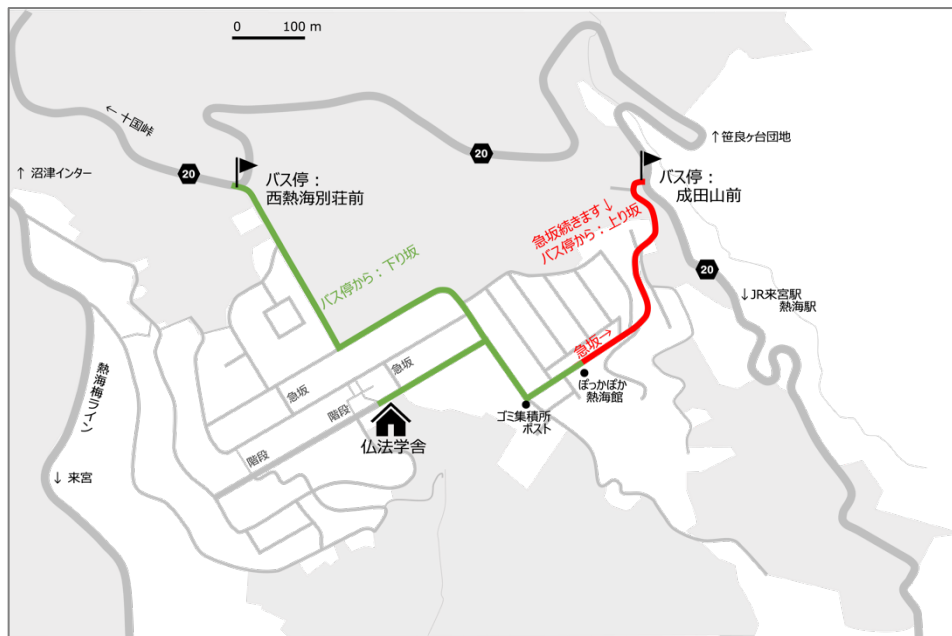 0 100 m
← 十国峠
20
20
↑ 笹良ヶ台団地
↑ 沼津インター
20
バス停：
西熱海別荘前
バス停：
成田山前
急坂続きます↓
バス停から：上り坂
バス停から：下り坂
20
↓JR来宮駅
熱海駅
急坂→
熱海梅ライン
急坂
急坂
ぽっかぽか
熱海館
階段
ゴミ集積所
ポスト
仏法学舎
階段
↓ 来宮